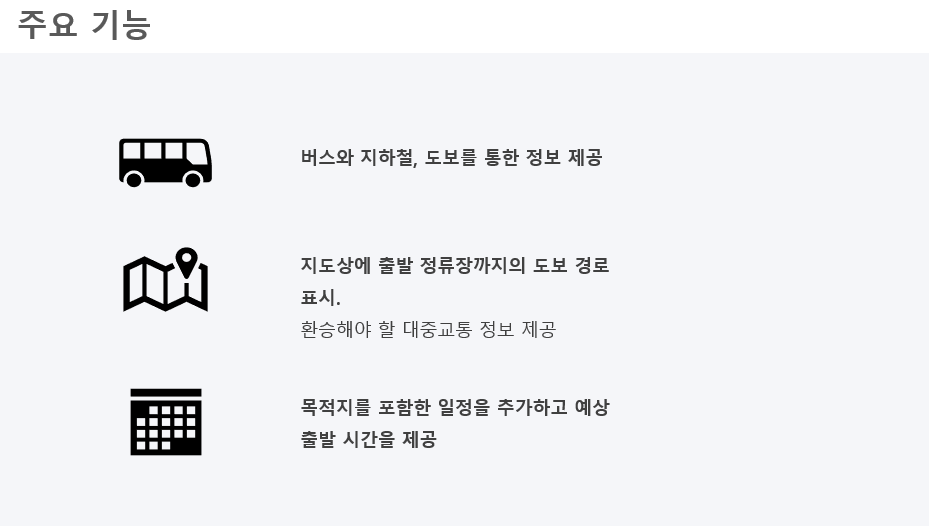 주요 기능
버스와 지하철, 도보를 통한 정보 제공
지도상에 출발 정류장까지의 도보 경로
표시.
환승해야 할 대중교통 정보 제공
목적지를 포함한 일정을 추가하고 예상
출발 시간을 제공